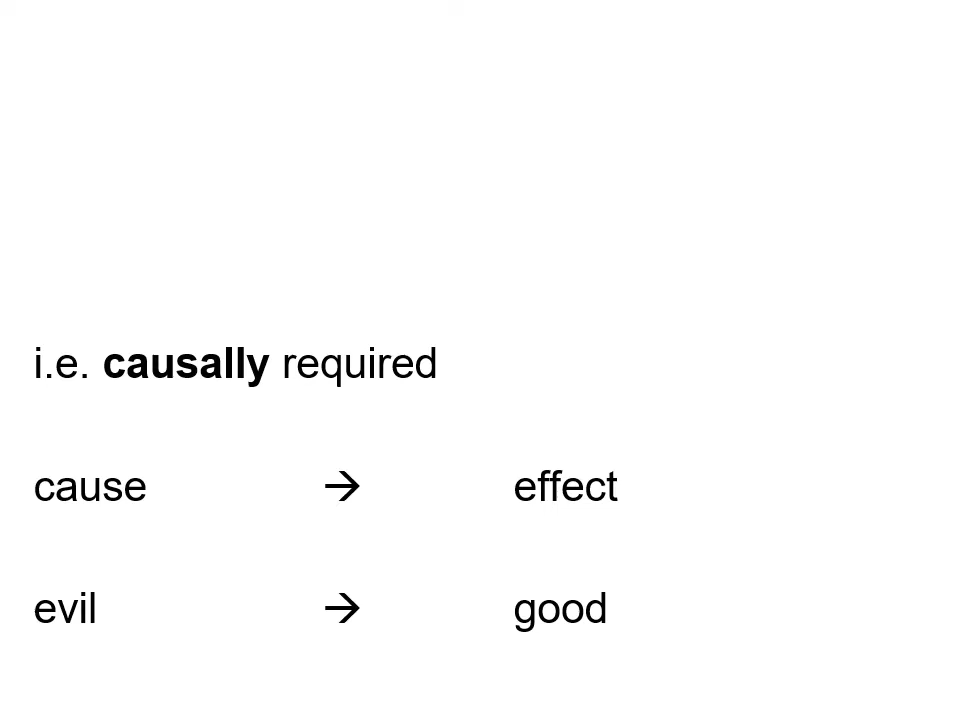 i.e. causally required
cause → effect
evil → good